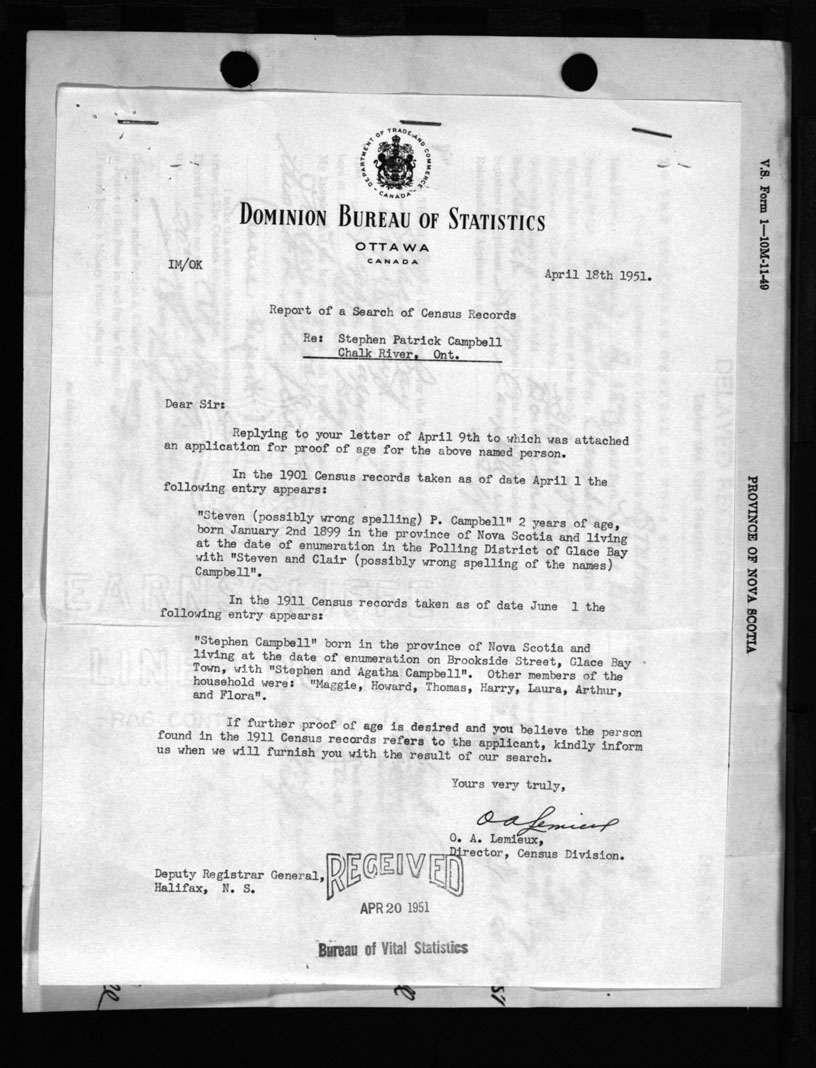 DEPARTMENT OF TRADE AND COMMERCE
CANADA
DOMINION BUREAU OF STATISTICS
OTTAWA
CANADA
IM/OK
April 18th 1951.
Report of a Search of Census Records
Re: Stephen Patrick Campbell
Chalk River, Ont.
Dear Sir:
Replying to your letter of April 9th to which was attached
an application for proof of age for the above named person.
In the 1901 Census records taken as of date April 1 the
following entry appears:
"Steven (possibly wrong spelling) P. Campbell" 2 years of age,
born January 2nd 1899 in the province of Nova Scotia and living
at the date of enumeration in the Polling District of Glace Bay
with "Steven and Clair (possibly wrong spelling of the names)
Campbell".
In the 1911 Census records taken as of date June 1 the
following entry appears:
"Stephen Campbell" born in the province of Nova Scotia and
living at the date of enumeration on Brookside Street, Glace Bay
Town, with "Stephen and Agatha Campbell". Other members of the
household were: "Maggie, Howard, Thomas, Harry, Laura, Arthur,
and Flora".
If further proof of age is desired and you believe the person
found in the 1911 Census records refers to the applicant, kindly inform
us when we will furnish you with the result of our search.
Yours very truly,
O A Lemieux
O. A. Lemieux,
Director, Census Division.
Deputy Registrar General,
Halifax, N. S.
RECEIVED
APR 20 1951
Bureau of Vital Statistics
V.S. Form 1—10M-11-49
PROVINCE OF NOVA SCOTIA